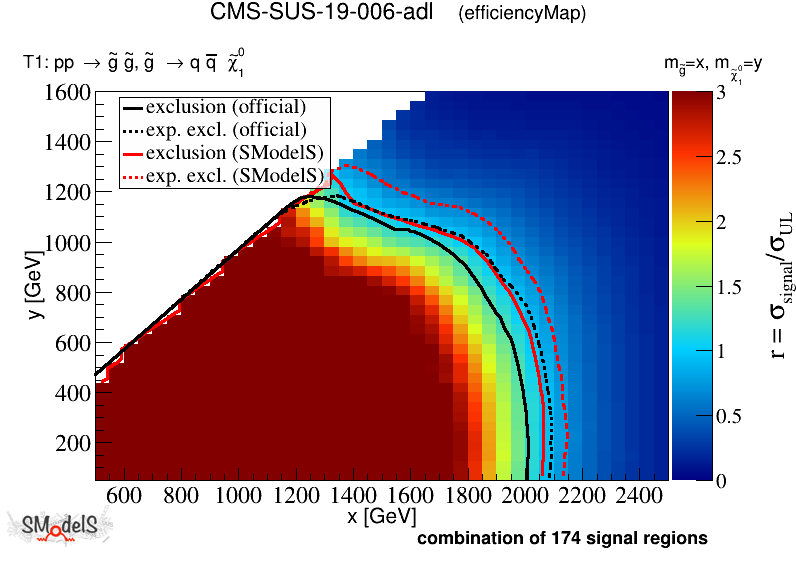 CMS-SUS-19-006-adl (efficiencyMap)
T1: pp → g̃ g̃, g̃ → q q̅ χ̃₁⁰
m_g̃=x, m_χ̃₁⁰=y
exclusion (official)
exp. excl. (official)
exclusion (SModelS)
exp. excl. (SModelS)
1600
1400
1200
1000
800
600
400
200
y [GeV]
600 800 1000 1200 1400 1600 1800 2000 2200 2400
x [GeV]
3
2.5
2
1.5
1
0.5
0
r = σ_signal/σ_UL
SModelS
combination of 174 signal regions